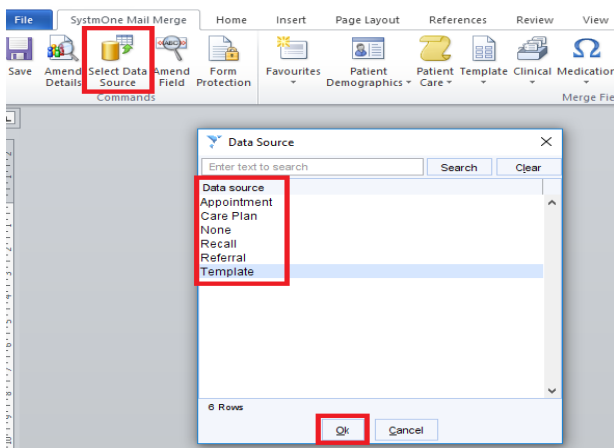 File SystmOne Mail Merge Home Insert Page Layout References Review View
Save Amend Details Select Data Source Amend Field Form Protection Favourites Patient Demographics Patient Care Template Clinical Medication
Commands Merge Fie
Data Source
Enter text to search Search Clear
Data source
Appointment
Care Plan
None
Recall
Referral
Template
6 Rows
Ok Cancel